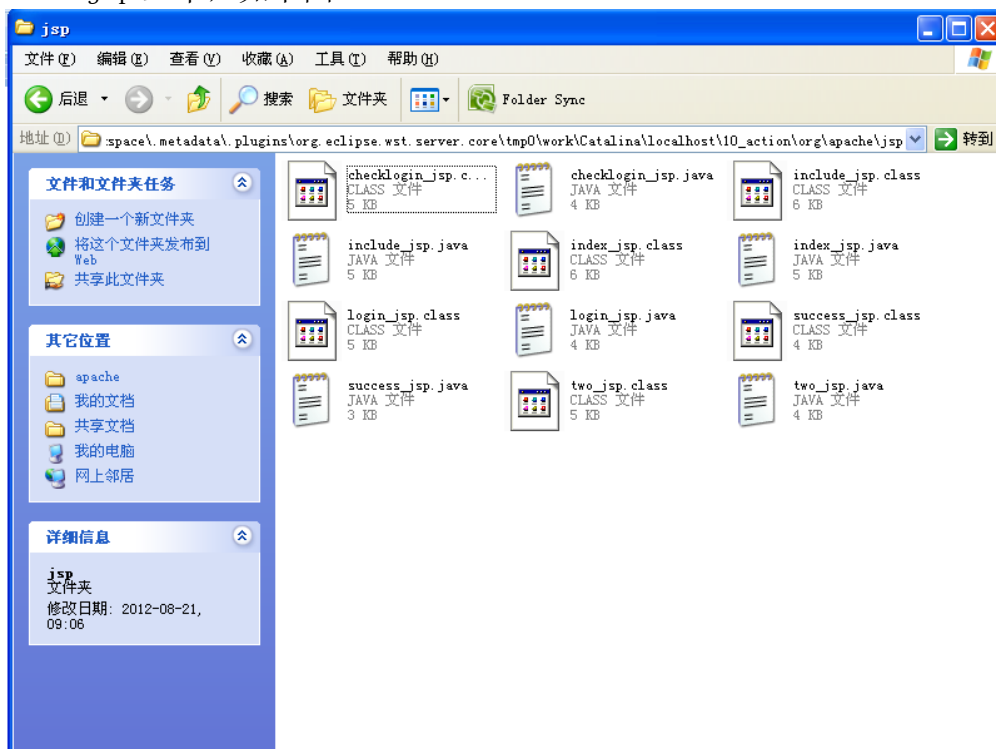 jsp
文件(F) 编辑(E) 查看(V) 收藏(A) 工具(T) 帮助(H)
后退 搜索 文件夹 Folder Sync
地址(D) :space\.metadata\.plugins\org.eclipse.wst.server.core\tmp0\work\Catalina\localhost\10_action\org\apache\jsp 转到
文件和文件夹任务
创建一个新文件夹
将这个文件夹发布到
Web
共享此文件夹
其它位置
apache
我的文档
共享文档
我的电脑
网上邻居
详细信息
jsp
文件夹
修改日期: 2012-08-21,
09:06
checklogin_jsp.c...
CLASS 文件
5 KB
checklogin_jsp.java
JAVA 文件
4 KB
include_jsp.class
CLASS 文件
6 KB
include_jsp.java
JAVA 文件
5 KB
index_jsp.class
CLASS 文件
6 KB
index_jsp.java
JAVA 文件
5 KB
login_jsp.class
CLASS 文件
5 KB
login_jsp.java
JAVA 文件
4 KB
success_jsp.class
CLASS 文件
4 KB
success_jsp.java
JAVA 文件
3 KB
two_jsp.class
CLASS 文件
5 KB
two_jsp.java
JAVA 文件
4 KB